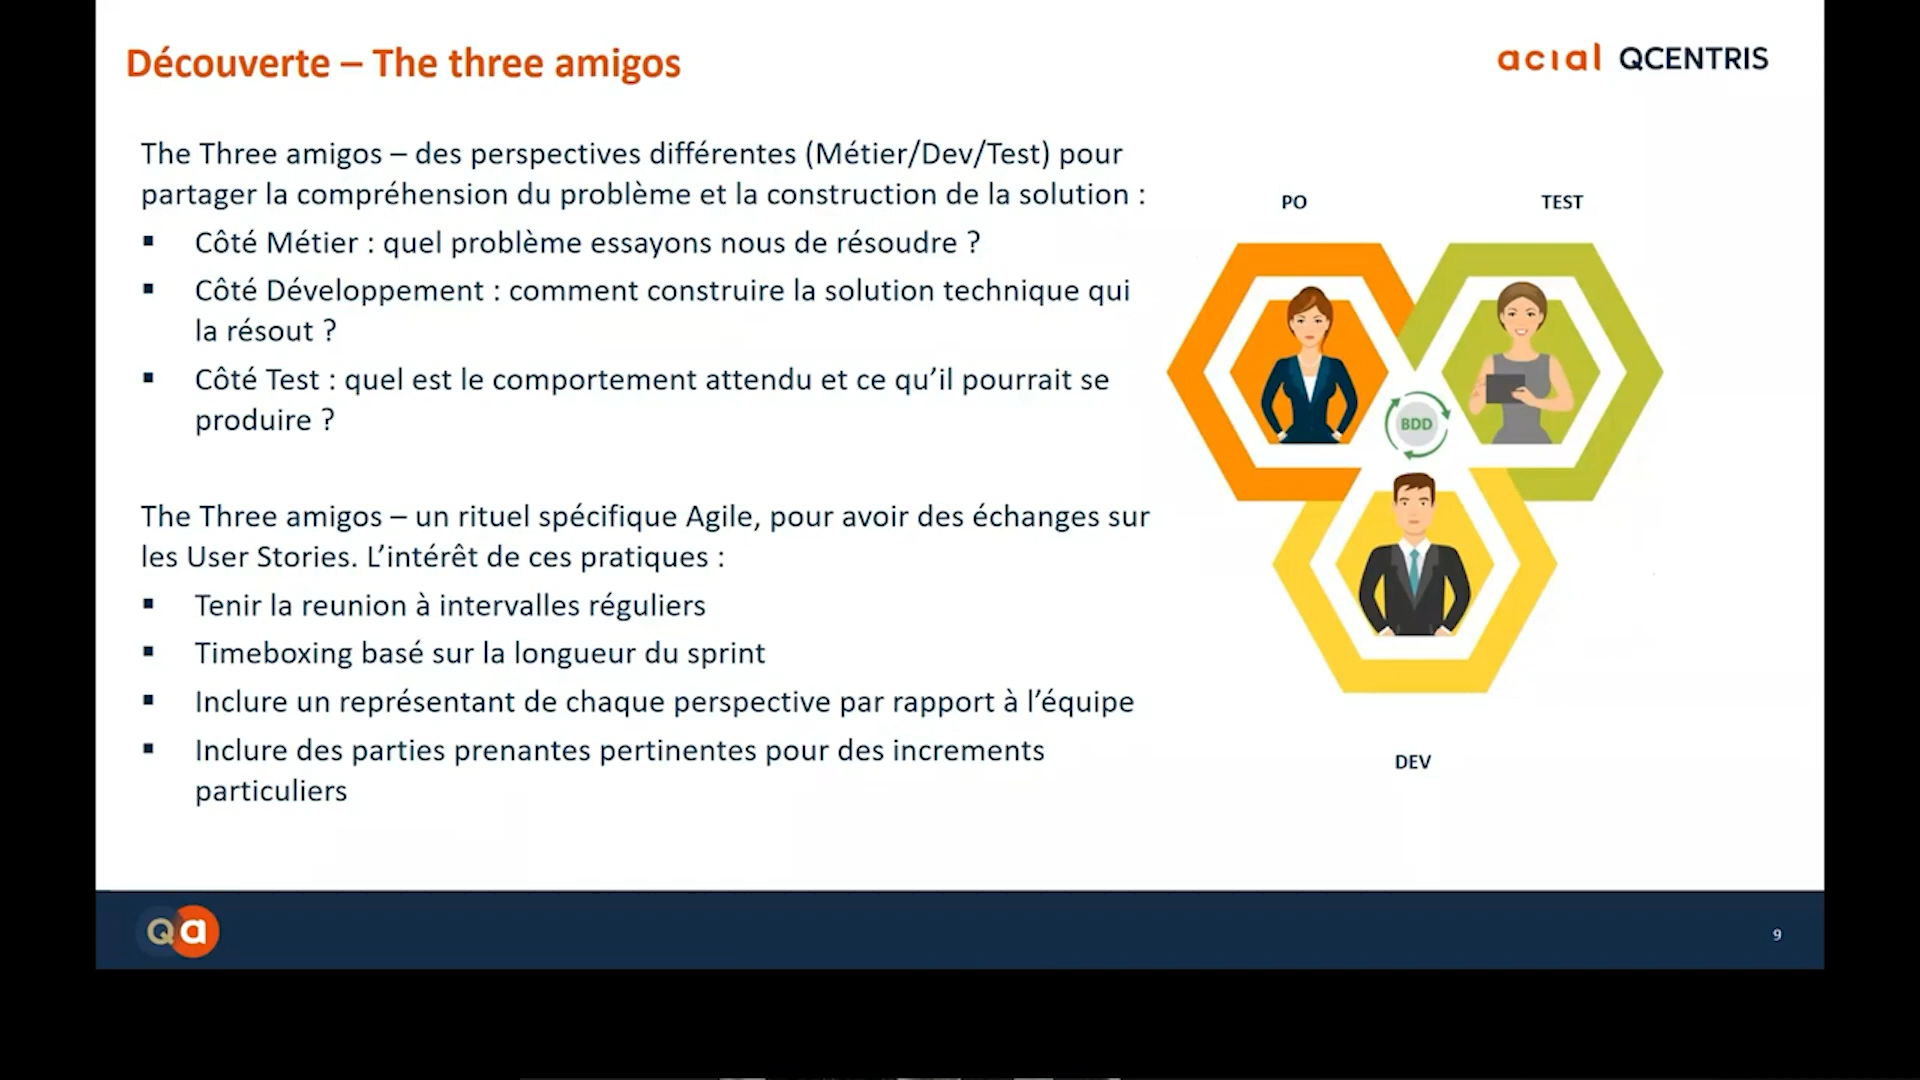 Découverte – The three amigos
acial QCENTRIS
The Three amigos – des perspectives différentes (Métier/Dev/Test) pour
partager la compréhension du problème et la construction de la solution :
▪ Côté Métier : quel problème essayons nous de résoudre ?
▪ Côté Développement : comment construire la solution technique qui
la résout ?
▪ Côté Test : quel est le comportement attendu et ce qu’il pourrait se
produire ?
The Three amigos – un rituel spécifique Agile, pour avoir des échanges sur
les User Stories. L’intérêt de ces pratiques :
▪ Tenir la reunion à intervalles réguliers
▪ Timeboxing basé sur la longueur du sprint
▪ Inclure un représentant de chaque perspective par rapport à l’équipe
▪ Inclure des parties prenantes pertinentes pour des increments
particuliers
PO
TEST
BDD
DEV
Qa
9